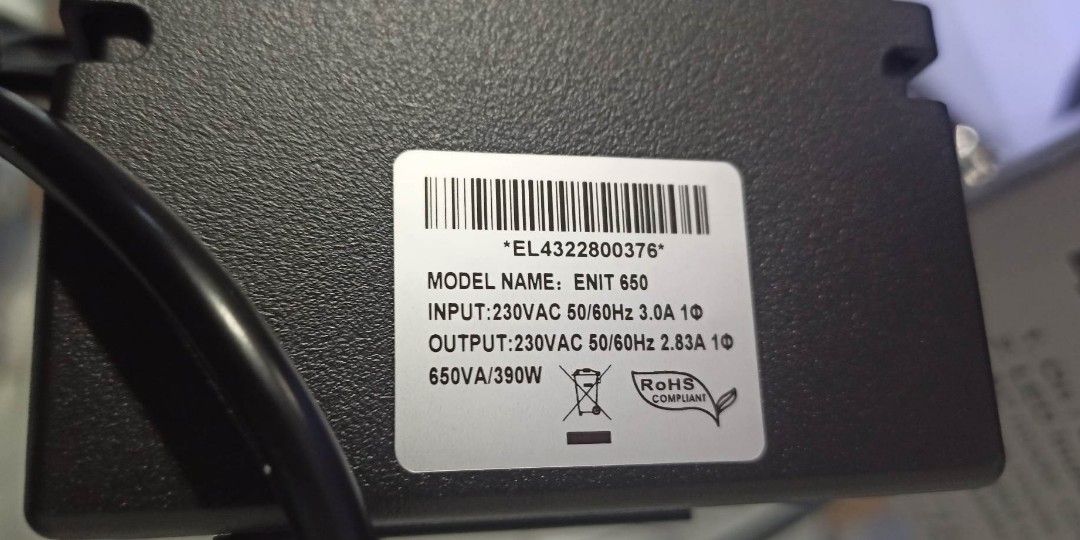 *EL4322800376*
MODEL NAME: ENIT 650
INPUT:230VAC 50/60Hz 3.0A 1Φ
OUTPUT:230VAC 50/60Hz 2.83A 1Φ
650VA/390W
RoHS
COMPLIANT